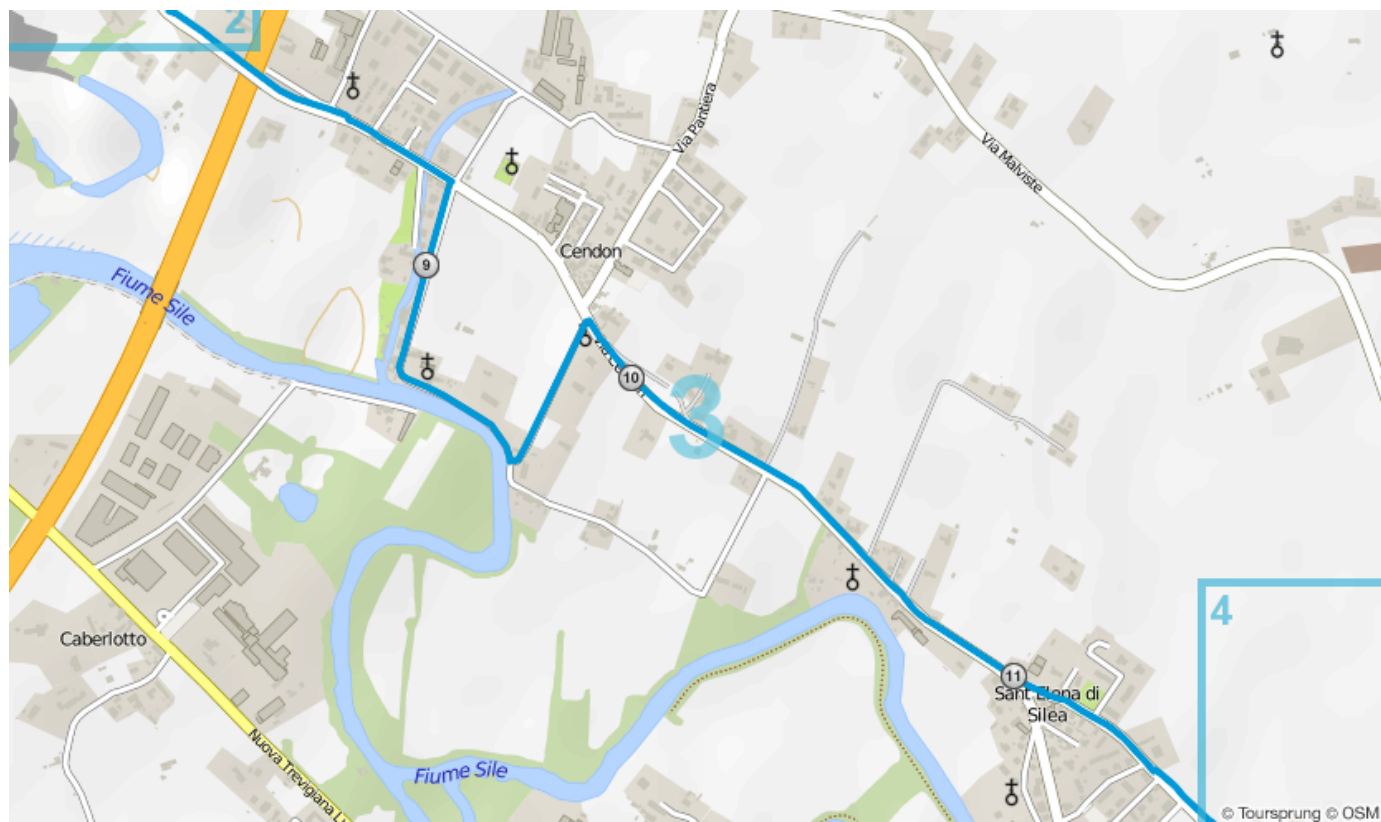 2
Via Pantiera
Via Malviste
Cendon
9
Fiume Sile
10
3
4
Caberlotto
11
Sant'Elena di
Silea
Nuova Trevigiana
Fiume Sile
© Toursprung © OSM